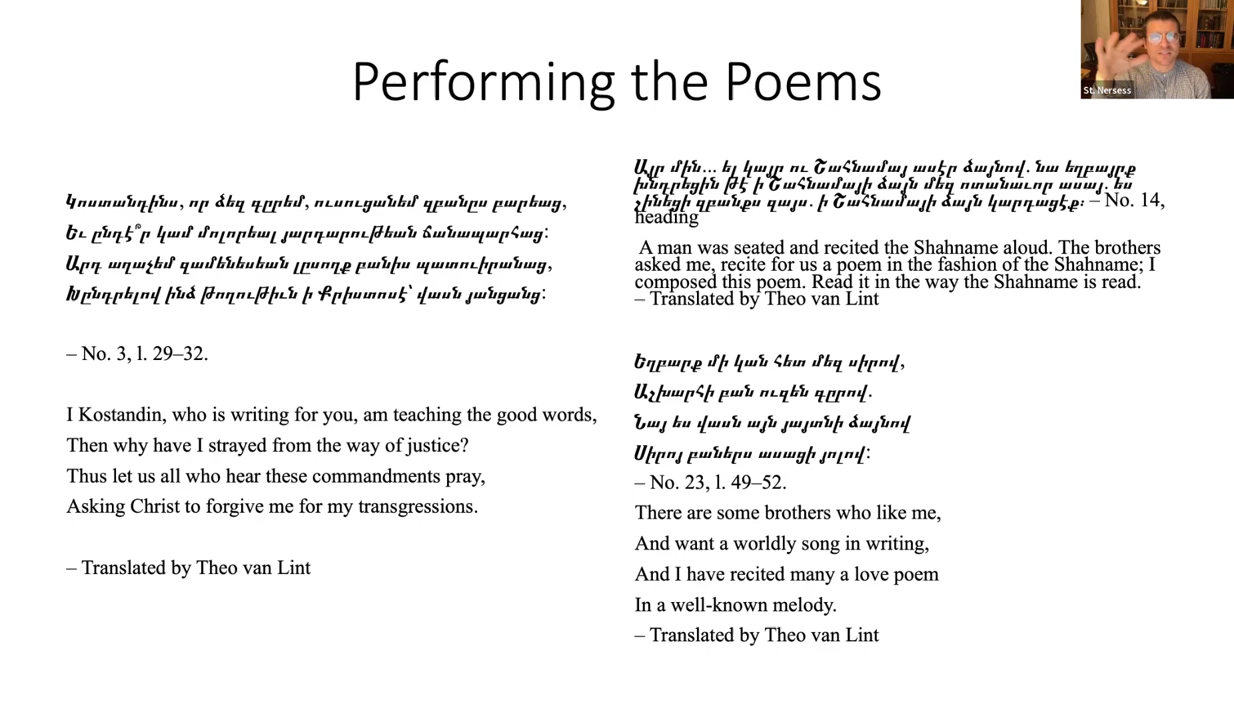 Performing the Poems
St. Nersess
Կոստանդինս, որ ձեզ գըրեմ, ուսուցանեմ զբանըս բարեաց,
Եւ ընդէ՞ր կամ մոլորեալ յարդարութեան ճանապարհաց:
Արդ աղաչեմ զամենեսեան լըսողք բանիս պատուիրանաց,
Խընդրելով ինձ թողութիւն ի Քրիստոսէ՝ վասն յանցանց:
– No. 3, l. 29–32.
I Kostandin, who is writing for you, am teaching the good words,
Then why have I strayed from the way of justice?
Thus let us all who hear these commandments pray,
Asking Christ to forgive me for my transgressions.
– Translated by Theo van Lint
Այր մին... եւ կայր ու Շահնամայ ասէր ձայնով. նա եղբայրք
խնդրեցին թէ ի Շահնամայի ձայն մեզ ոտանաւոր ասայ. ես
չինեցի զբանքս զայս. ի Շահնամայի ձայն կարդացէք: – No. 14,
heading
A man was seated and recited the Shahname aloud. The brothers
asked me, recite for us a poem in the fashion of the Shahname; I
composed this poem. Read it in the way the Shahname is read.
– Translated by Theo van Lint
Եղբարք մի կան հետ մեզ սիրով,
Աշխարհի բան ուզեն գըրով.
Նայ ես վասն այն յայտնի ձայնով
Սիրոյ բաներս ասացի յոլով:
– No. 23, l. 49–52.
There are some brothers who like me,
And want a worldly song in writing,
And I have recited many a love poem
In a well-known melody.
– Translated by Theo van Lint